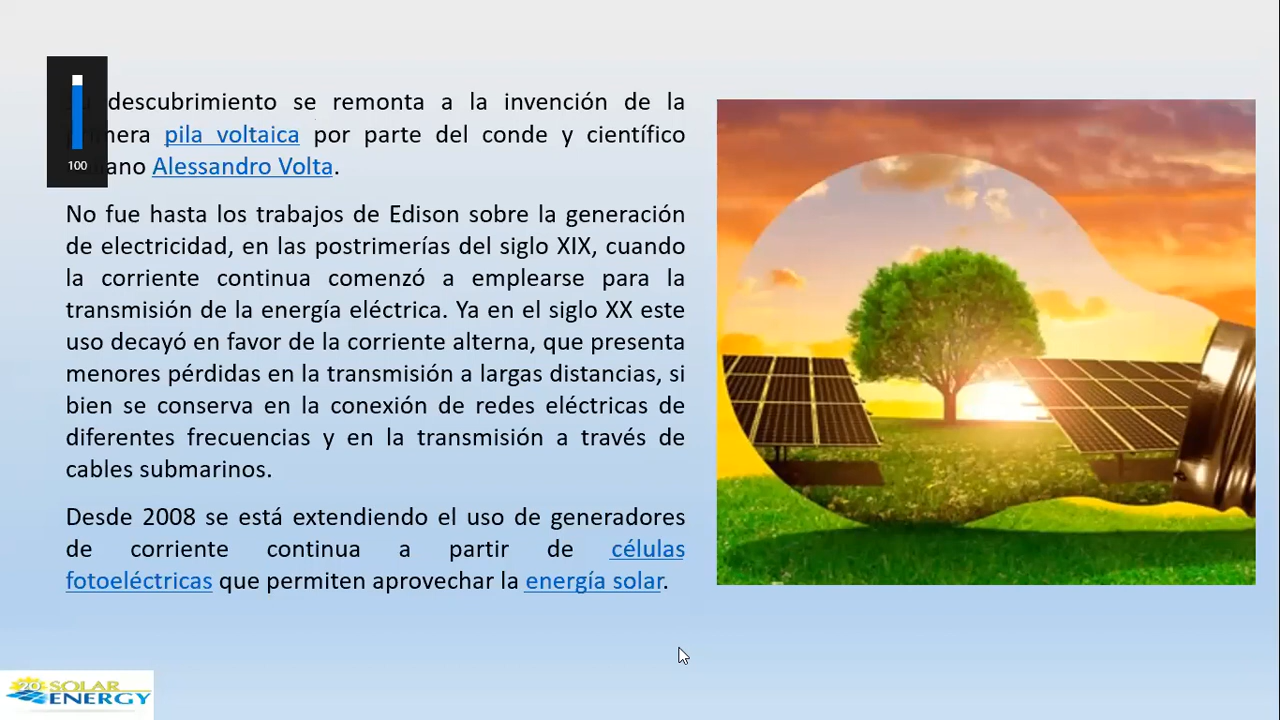 descubrimiento se remonta a la invención de la
pila voltaica por parte del conde y científico
Alessandro Volta.
100
No fue hasta los trabajos de Edison sobre la generación
de electricidad, en las postrimerías del siglo XIX, cuando
la corriente continua comenzó a emplearse para la
transmisión de la energía eléctrica. Ya en el siglo XX este
uso decayó en favor de la corriente alterna, que presenta
menores pérdidas en la transmisión a largas distancias, si
bien se conserva en la conexión de redes eléctricas de
diferentes frecuencias y en la transmisión a través de
cables submarinos.
Desde 2008 se está extendiendo el uso de generadores
de corriente continua a partir de células
fotoeléctricas que permiten aprovechar la energía solar.
20 SOLAR
ENERGY